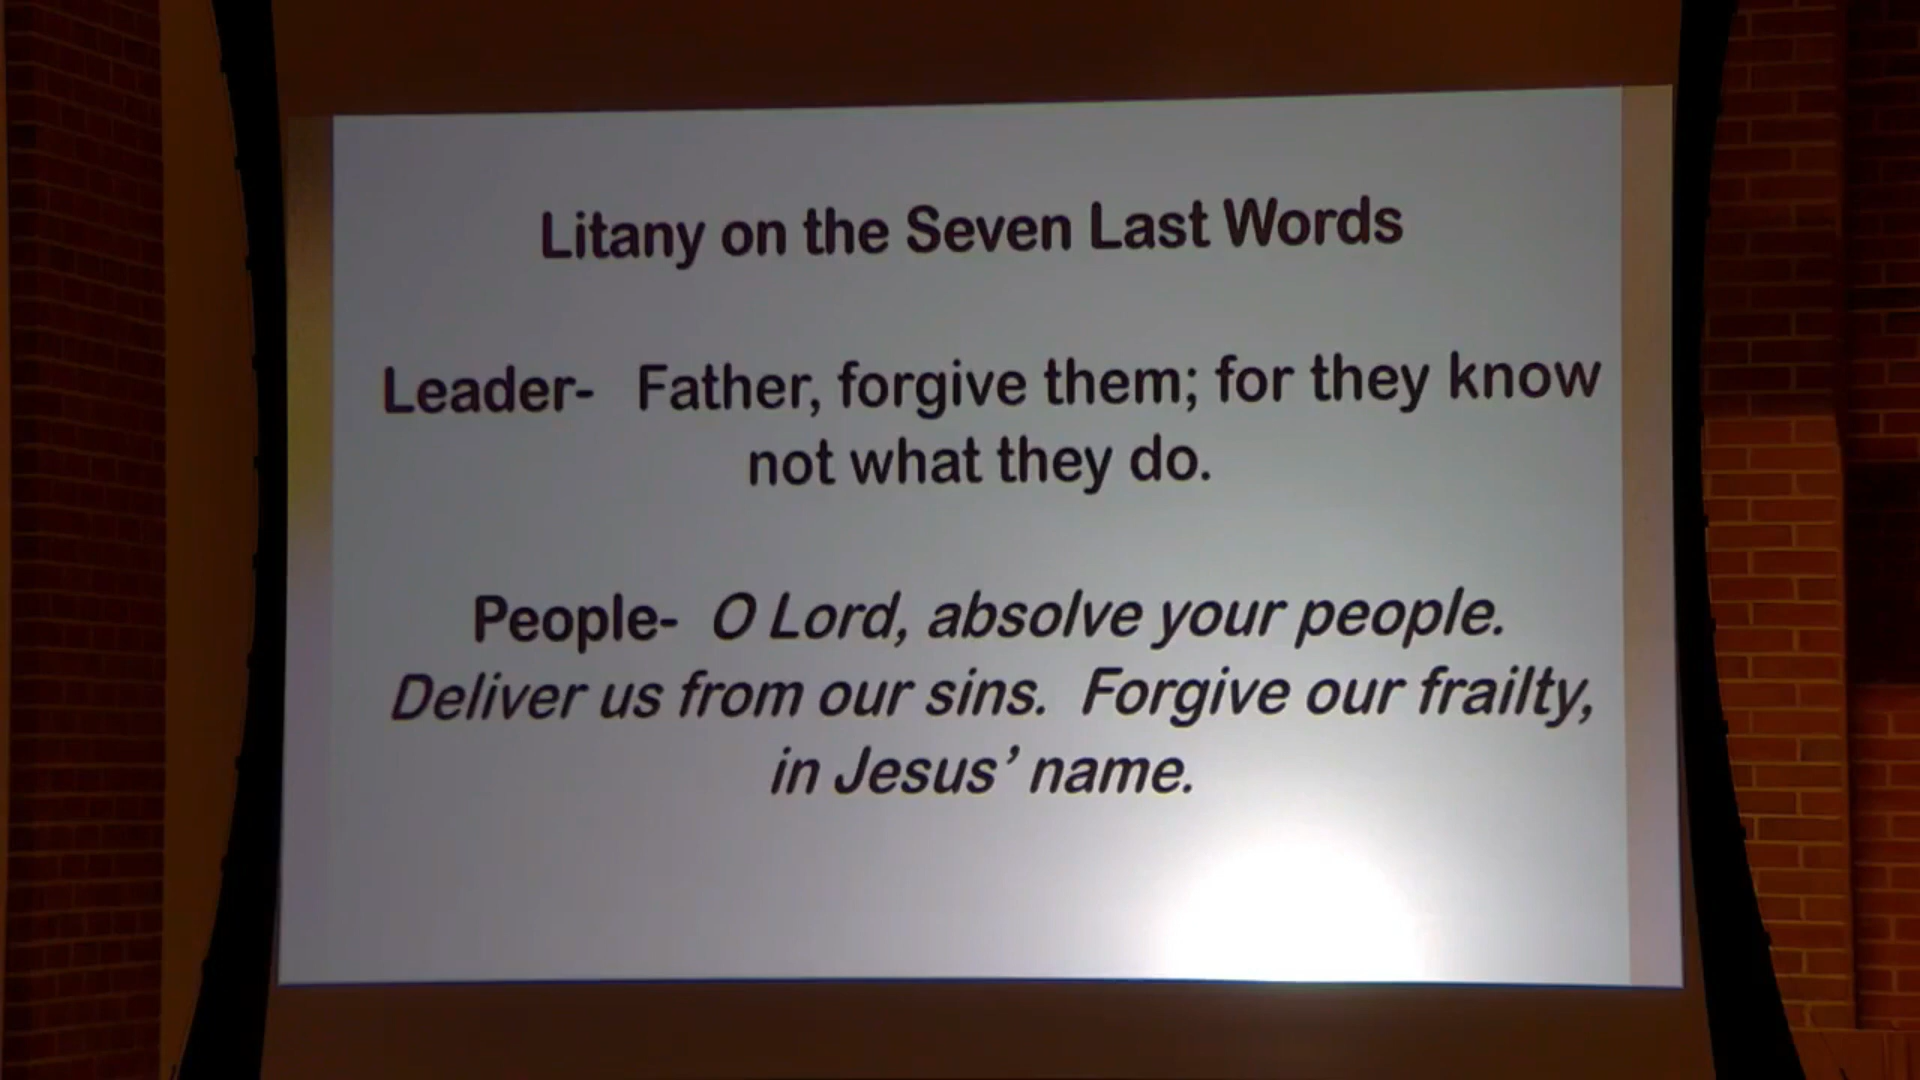 Litany on the Seven Last Words
Leader- Father, forgive them; for they know
not what they do.
People- O Lord, absolve your people.
Deliver us from our sins. Forgive our frailty,
in Jesus’ name.